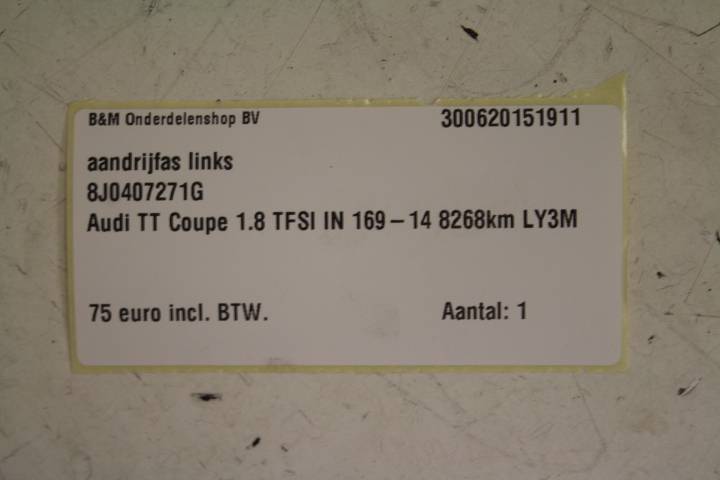 B&M Onderdelenshop BV 300620151911
aandrijfas links
8J0407271G
Audi TT Coupe 1.8 TFSI IN 169-14 8268km LY3M
75 euro incl. BTW. Aantal: 1